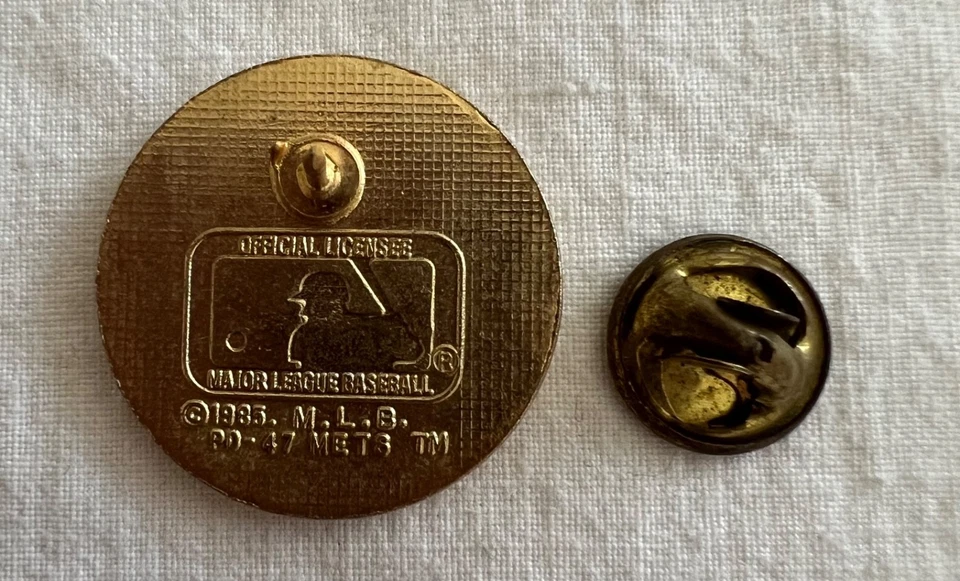 OFFICIAL LICENSEE
®
MAJOR LEAGUE BASEBALL
©1985. M.L.B.
PD-47 METS TM